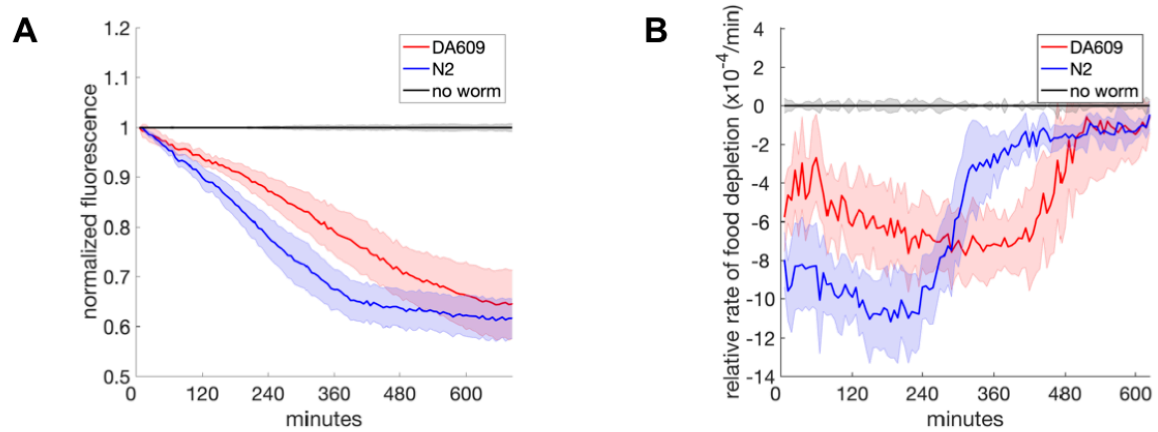 A
1.2
1.1
1
0.9
0.8
0.7
0.6
0.5
normalized fluorescence
0
120
240
360
480
600
minutes
DA609
N2
no worm
B
4
2
0
-2
-4
-6
-8
-10
-12
-14
relative rate of food depletion (x10⁻⁴/min)
0
120
240
360
480
600
minutes
DA609
N2
no worm